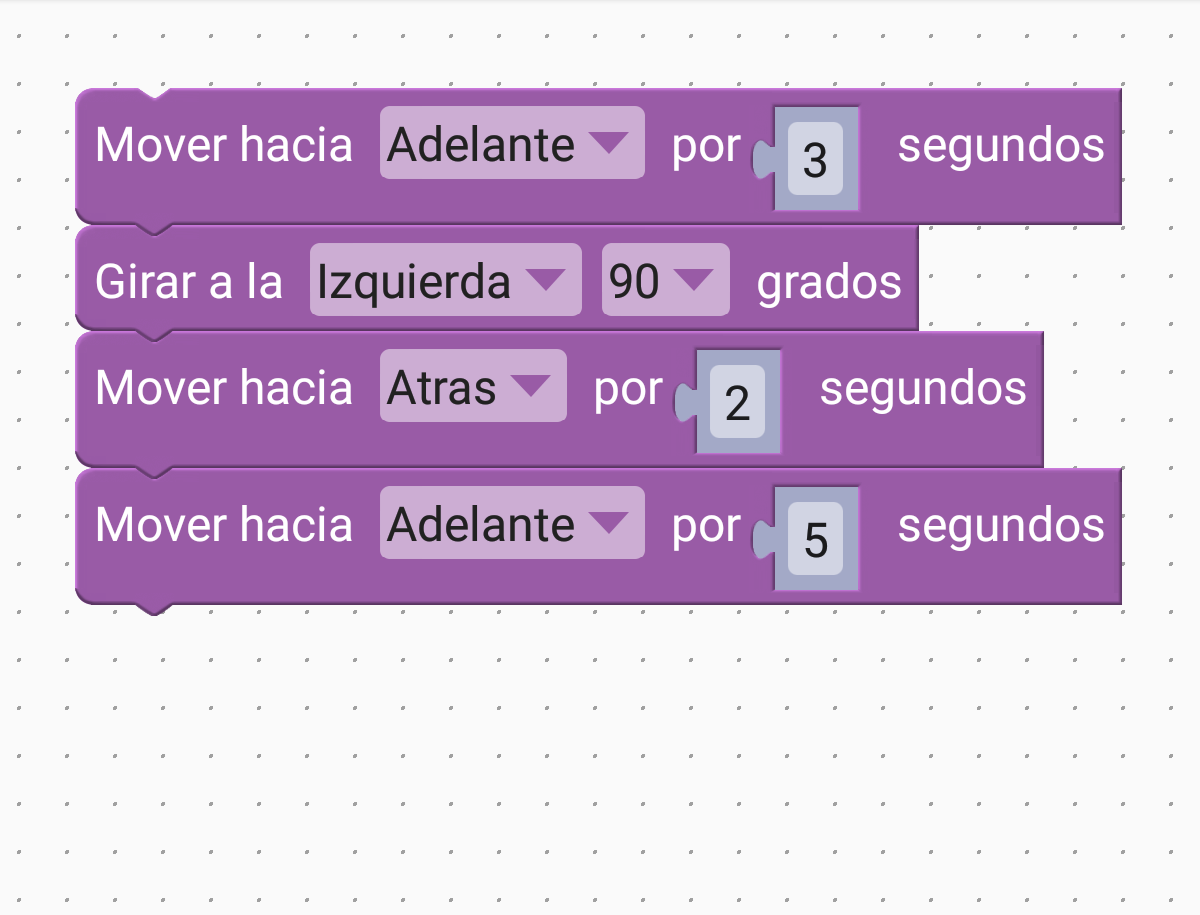 Mover hacia Adelante por 3 segundos
Girar a la Izquierda 90 grados
Mover hacia Atras por 2 segundos
Mover hacia Adelante por 5 segundos